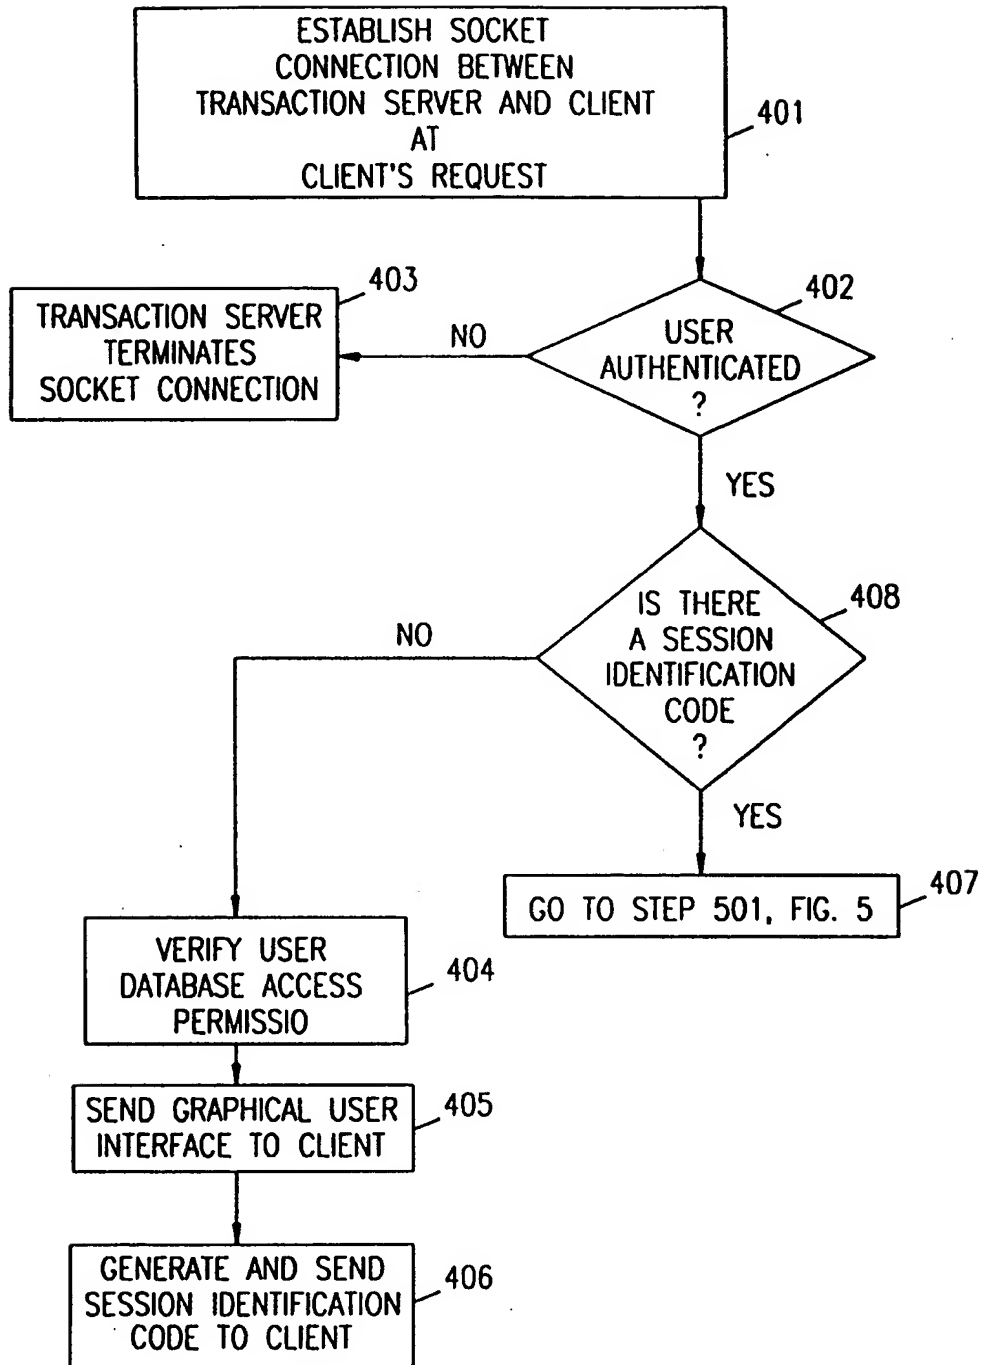 ESTABLISH SOCKET
CONNECTION BETWEEN
TRANSACTION SERVER AND CLIENT
AT
CLIENT'S REQUEST
401
403
TRANSACTION SERVER
TERMINATES
SOCKET CONNECTION
NO
402
USER
AUTHENTICATED
?
YES
408
IS THERE
A SESSION
IDENTIFICATION
CODE
?
NO
YES
407
GO TO STEP 501, FIG. 5
VERIFY USER
DATABASE ACCESS
PERMISSIO
404
SEND GRAPHICAL USER
INTERFACE TO CLIENT
405
GENERATE AND SEND
SESSION IDENTIFICATION
CODE TO CLIENT
406